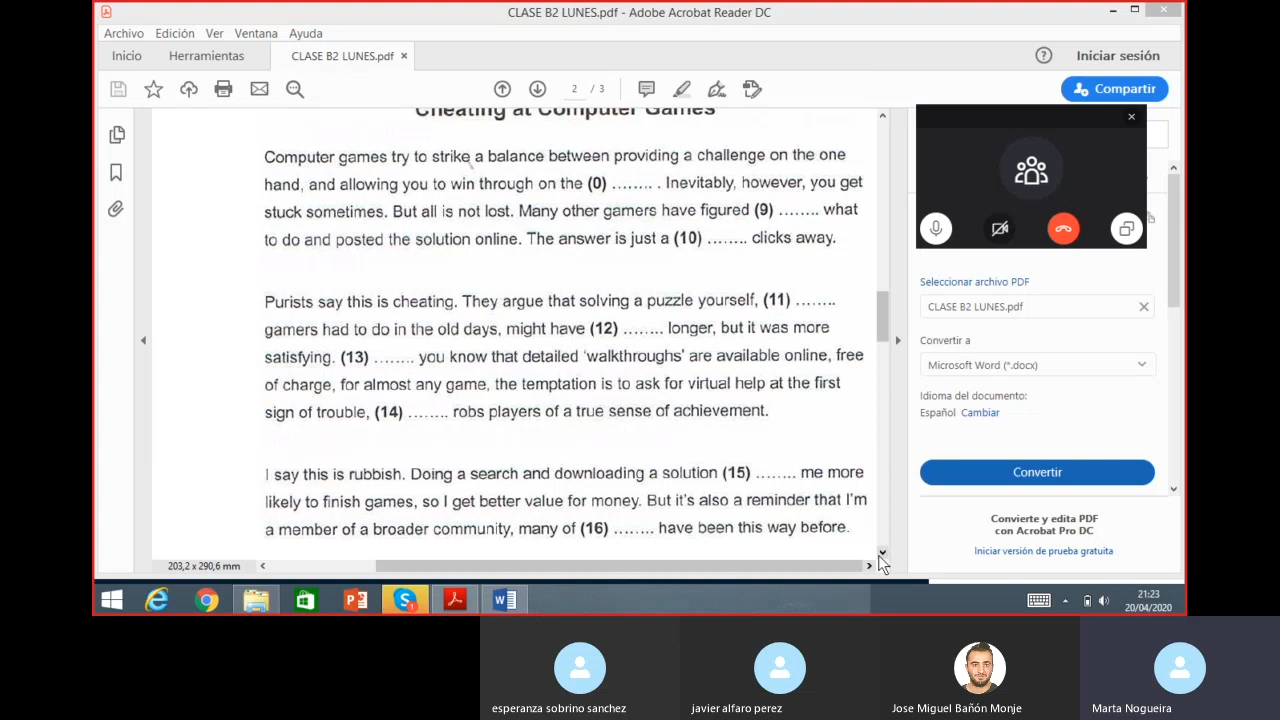 CLASE B2 LUNES.pdf - Adobe Acrobat Reader DC
Archivo Edición Ver Ventana Ayuda
Inicio Herramientas CLASE B2 LUNES.pdf × Iniciar sesión
2 / 3 Compartir
Cheating at Computer Games
Computer games try to strike a balance between providing a challenge on the one
hand, and allowing you to win through on the (0) ........ . Inevitably, however, you get
stuck sometimes. But all is not lost. Many other gamers have figured (9) ........ what
to do and posted the solution online. The answer is just a (10) ........ clicks away.
Purists say this is cheating. They argue that solving a puzzle yourself, (11) ........
gamers had to do in the old days, might have (12) ........ longer, but it was more
satisfying. (13) ........ you know that detailed 'walkthroughs' are available online, free
of charge, for almost any game, the temptation is to ask for virtual help at the first
sign of trouble, (14) ........ robs players of a true sense of achievement.
I say this is rubbish. Doing a search and downloading a solution (15) ........ me more
likely to finish games, so I get better value for money. But it's also a reminder that I'm
a member of a broader community, many of (16) ........ have been this way before.
203,2 x 290,6 mm
Seleccionar archivo PDF
CLASE B2 LUNES.pdf
Convertir a
Microsoft Word (*.docx)
Idioma del documento:
Español Cambiar
Convertir
Convierte y edita PDF
con Acrobat Pro DC
Iniciar versión de prueba gratuita
21:23
20/04/2020
esperanza sobrino sanchez
javier alfaro perez
Jose Miguel Bañón Monje
Marta Nogueira